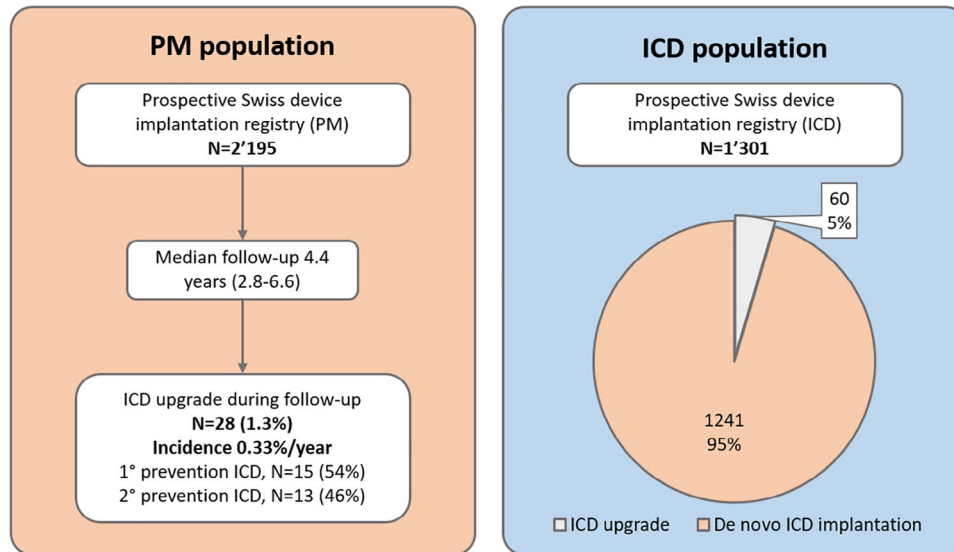 PM population
Prospective Swiss device
implantation registry (PM)
N=2'195
Median follow-up 4.4
years (2.8-6.6)
ICD upgrade during follow-up
N=28 (1.3%)
Incidence 0.33%/year
1° prevention ICD, N=15 (54%)
2° prevention ICD, N=13 (46%)
ICD population
Prospective Swiss device
implantation registry (ICD)
N=1'301
60
5%
1241
95%
ICD upgrade
De novo ICD implantation